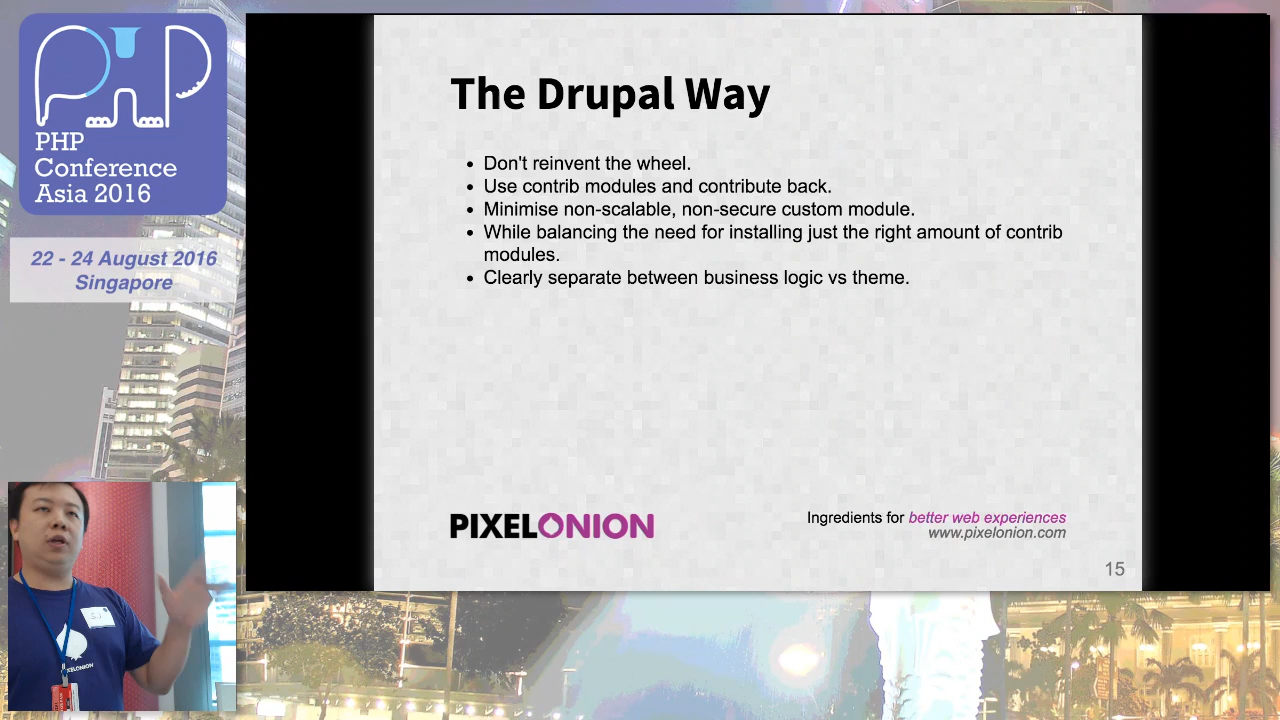 PHP
PHP
Conference
Asia 2016
22 - 24 August 2016
Singapore
The Drupal Way
• Don't reinvent the wheel.
• Use contrib modules and contribute back.
• Minimise non-scalable, non-secure custom module.
• While balancing the need for installing just the right amount of contrib
modules.
• Clearly separate between business logic vs theme.
PIXELONION
Ingredients for better web experiences
www.pixelonion.com
15